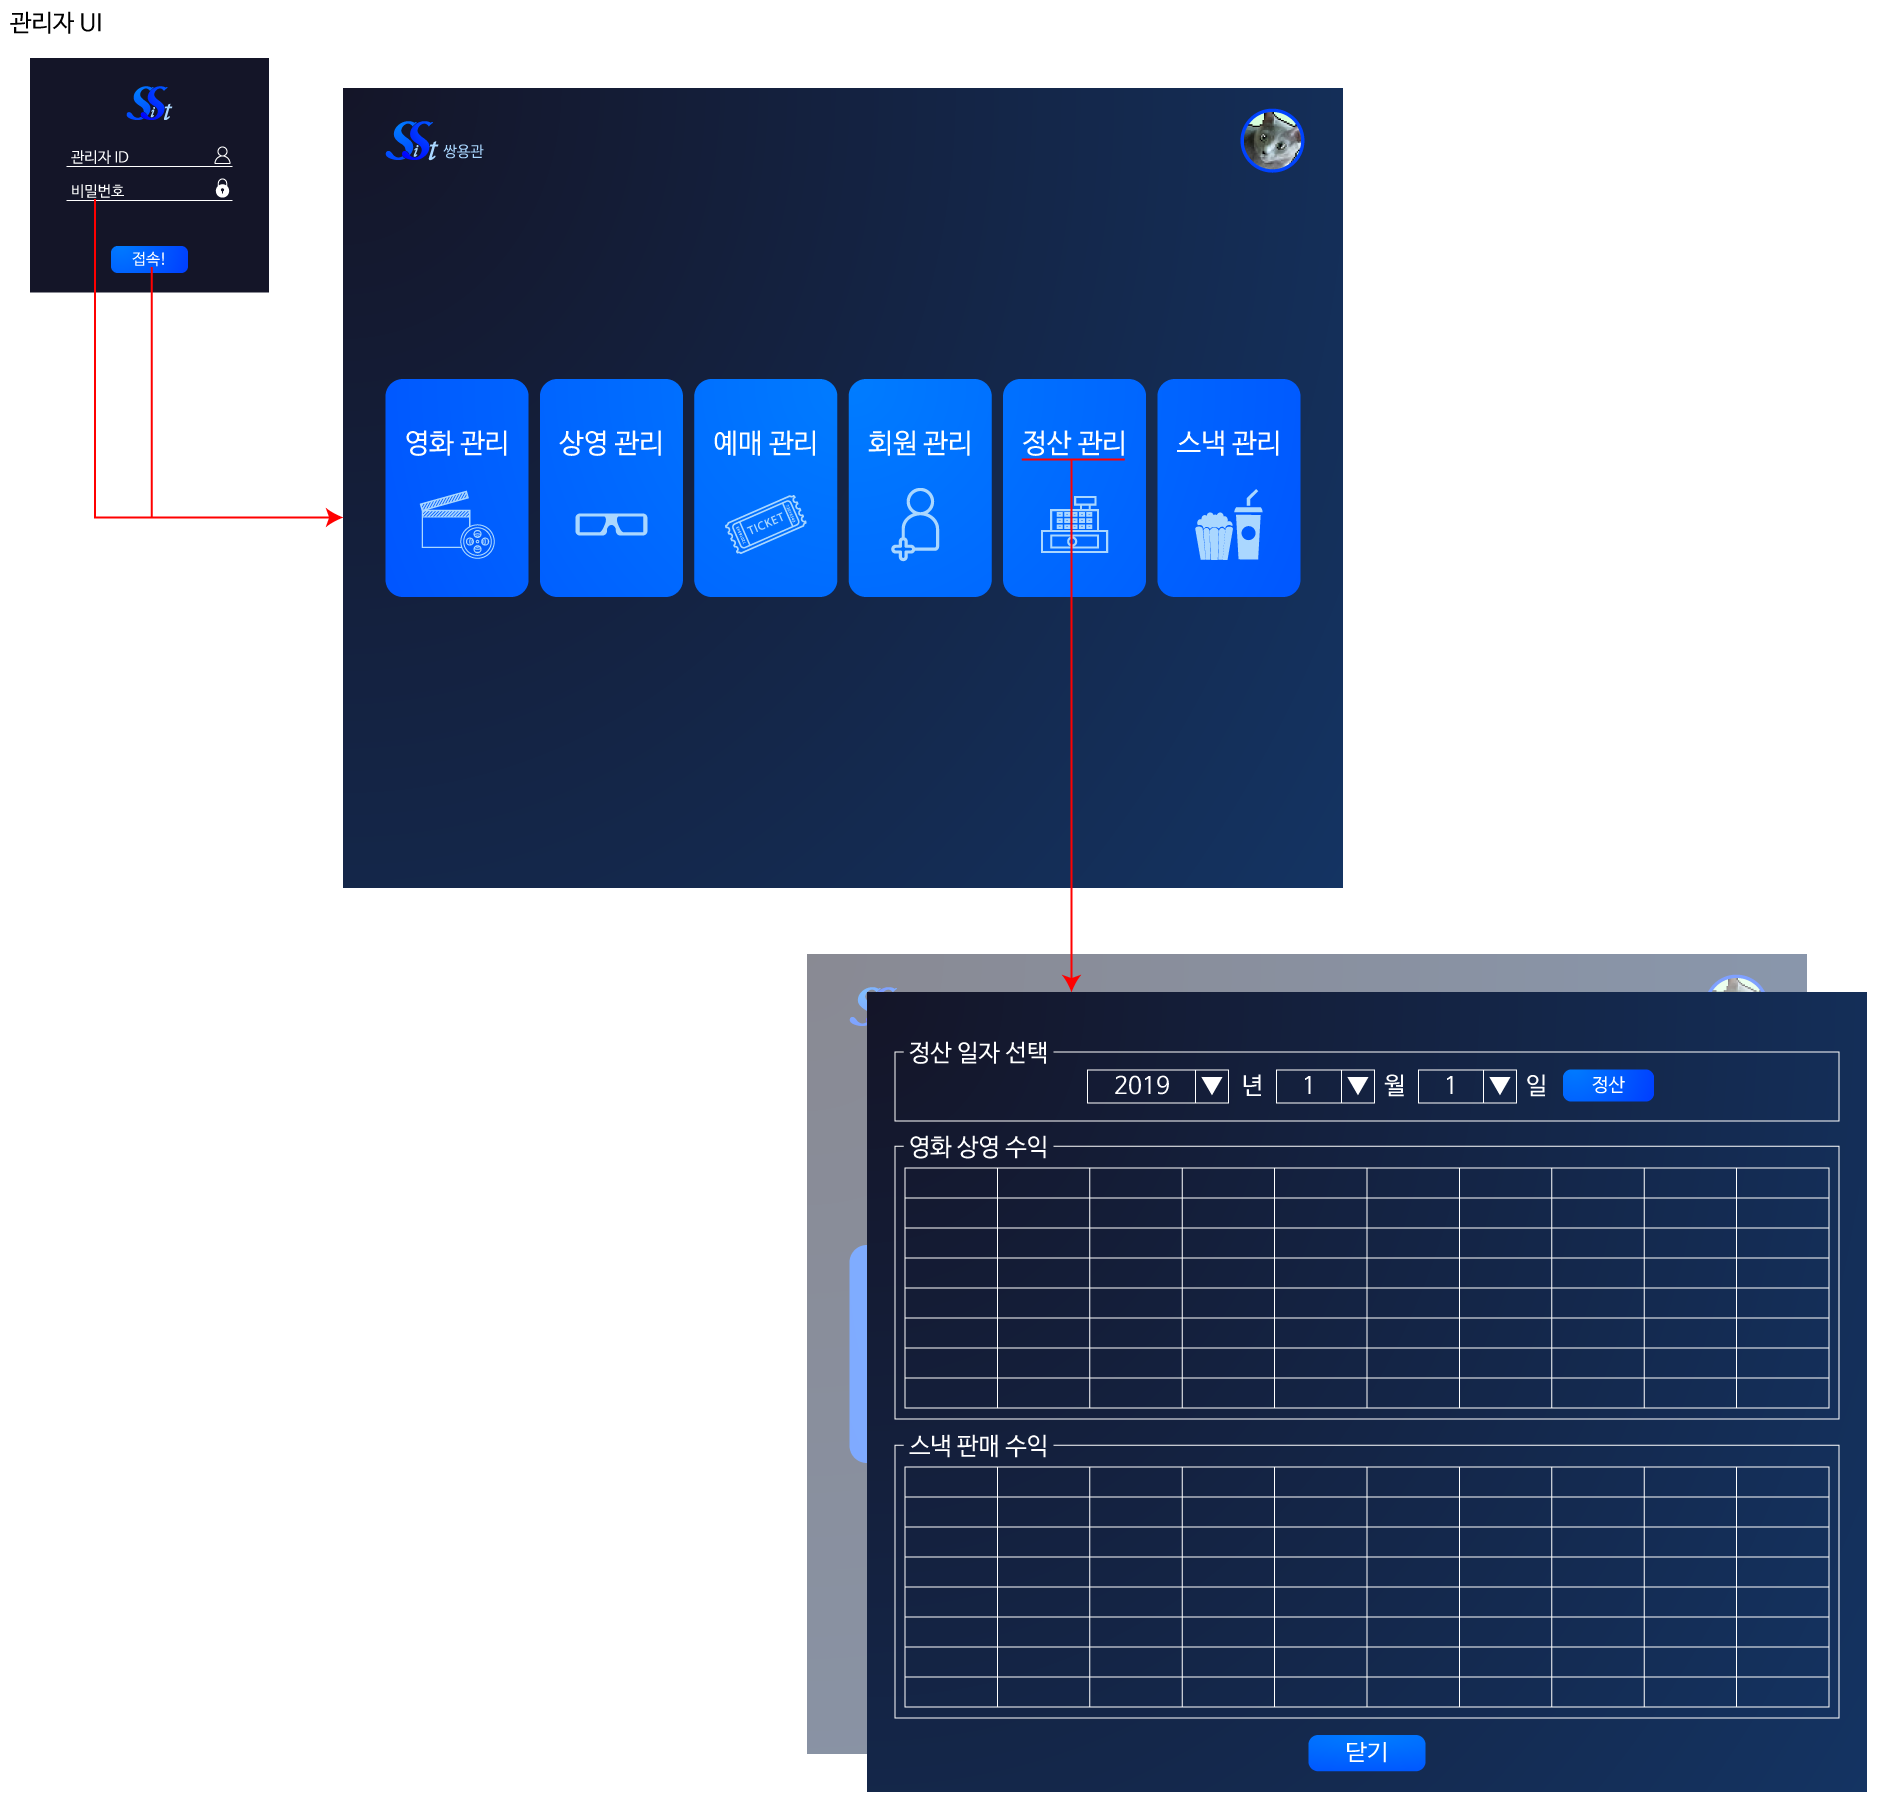 관리자 UI
SSist
관리자 ID
비밀번호
접속!
SSist 쌍용관
영화 관리
상영 관리
예매 관리
회원 관리
정산 관리
스낵 관리
TICKET
정산 일자 선택
2019 년 1 월 1 일 정산
영화 상영 수익
스낵 판매 수익
닫기